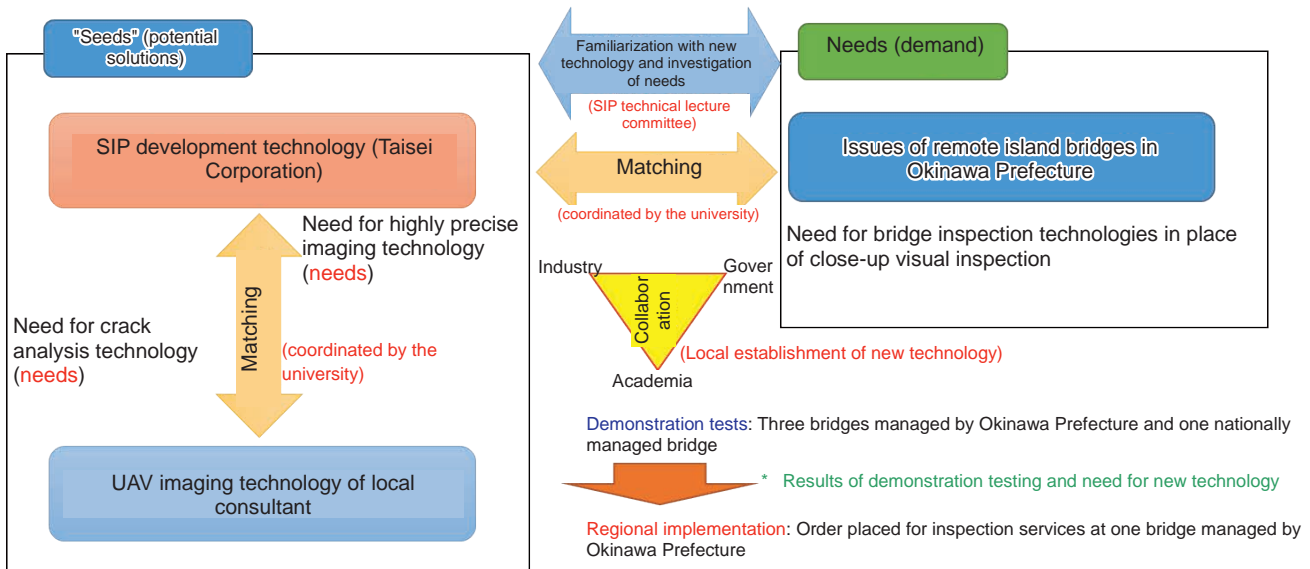 "Seeds" (potential
solutions)
SIP development technology (Taisei
Corporation)
Need for highly precise
imaging technology
(needs)
Matching
Need for crack
analysis technology
(needs)
(coordinated by the
university)
UAV imaging technology of local
consultant
Familiarization with new
technology and investigation
of needs
(SIP technical lecture
committee)
Matching
(coordinated by the university)
Needs (demand)
Issues of remote island bridges in
Okinawa Prefecture
Need for bridge inspection technologies in place
of close-up visual inspection
Industry
Gover
nment
Collabor
ation
Academia
(Local establishment of new technology)
Demonstration tests: Three bridges managed by Okinawa Prefecture and one nationally
managed bridge
* Results of demonstration testing and need for new technology
Regional implementation: Order placed for inspection services at one bridge managed by
Okinawa Prefecture